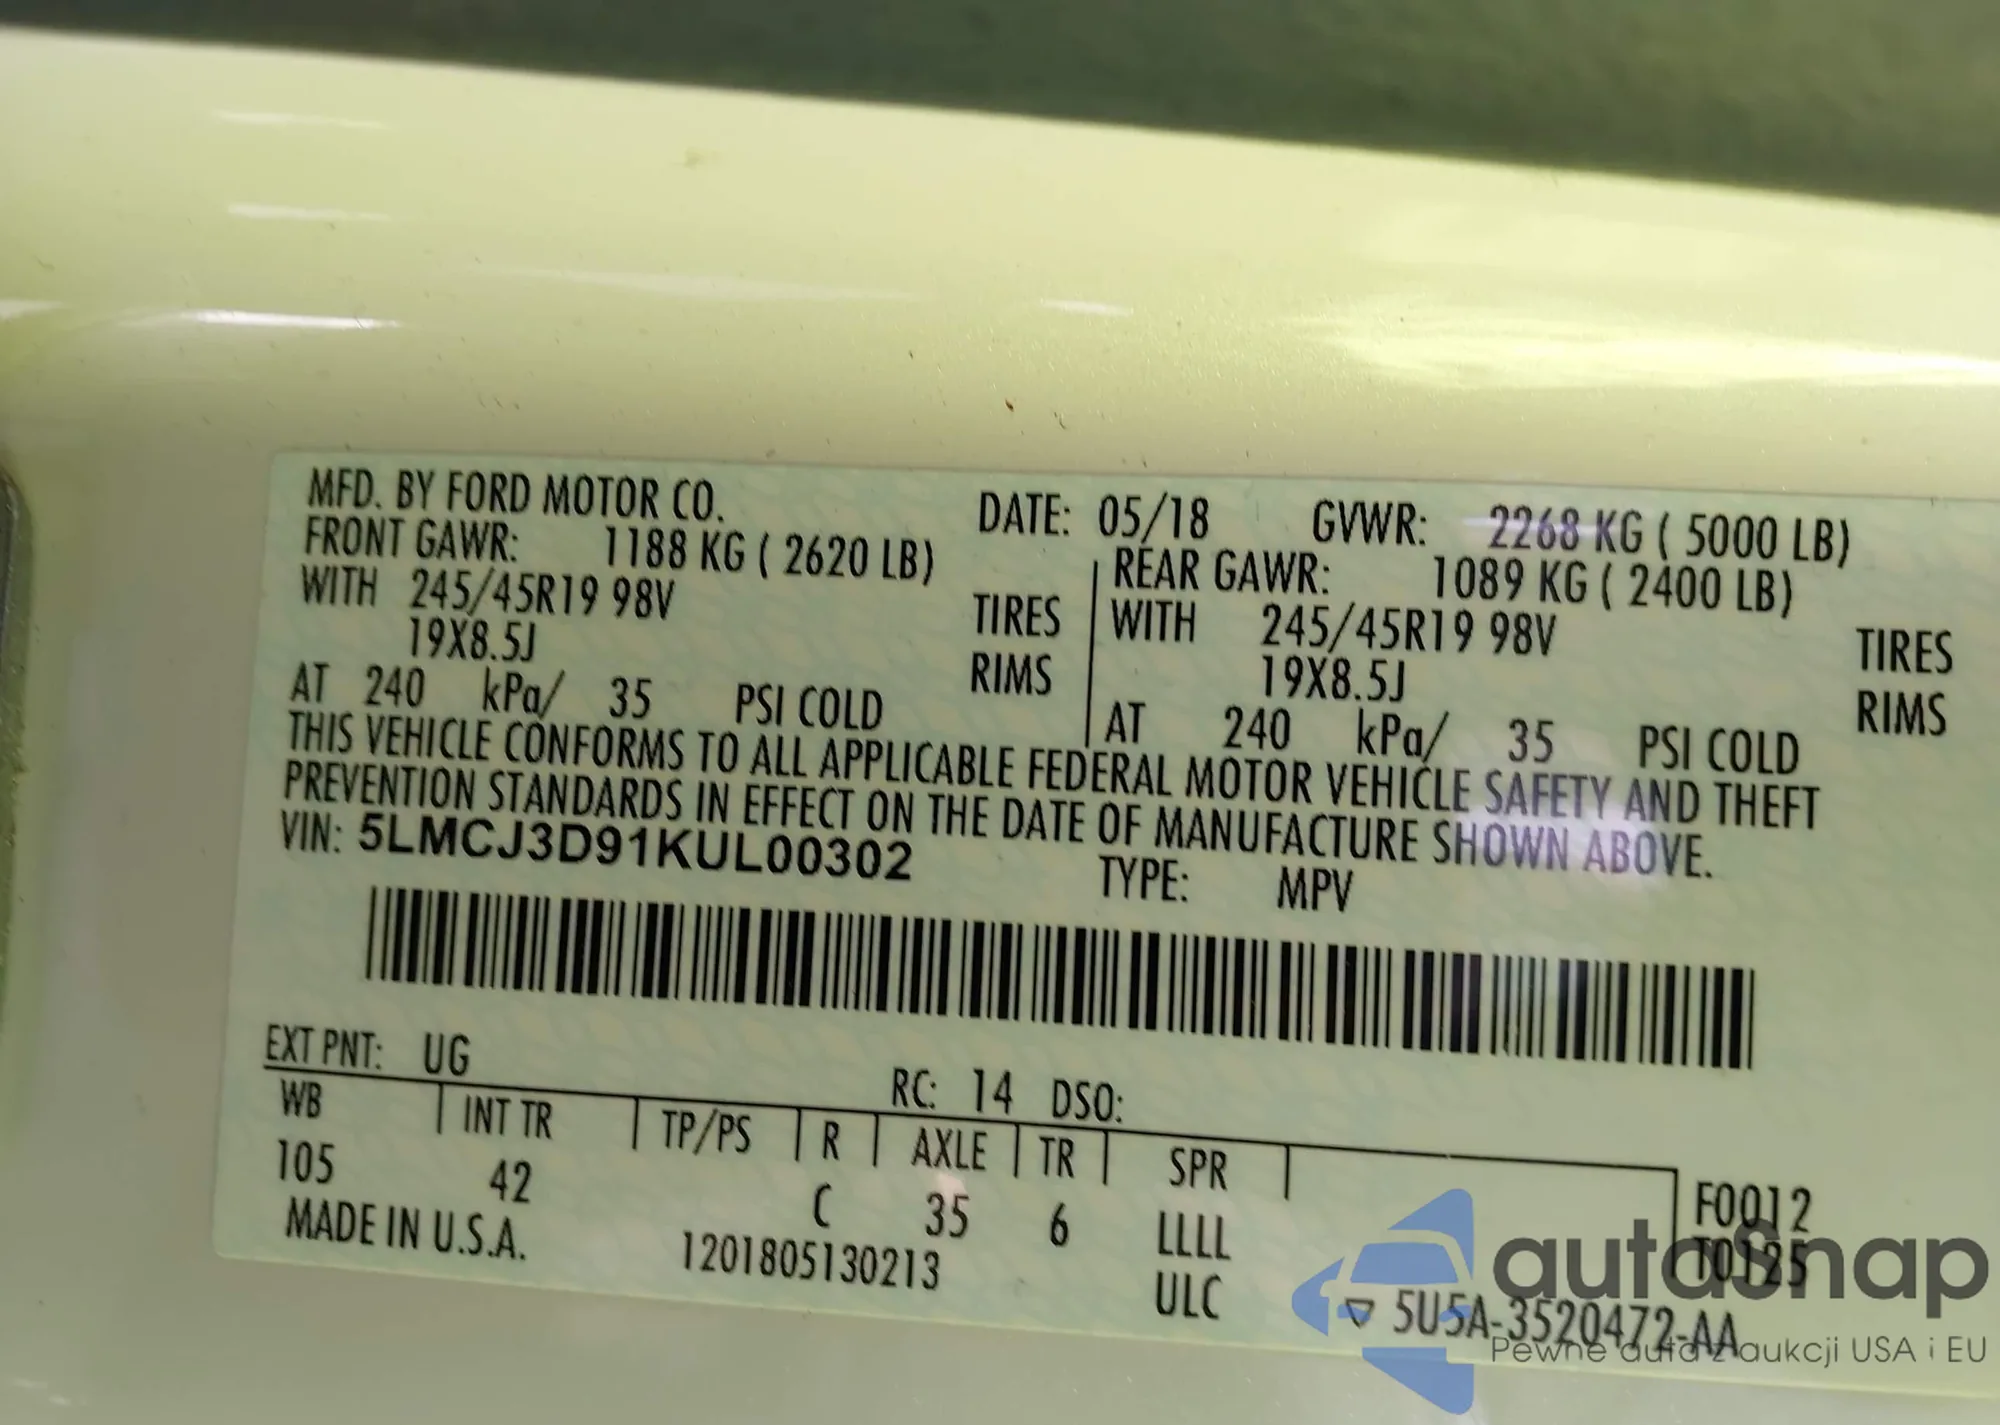 MFD. BY FORD MOTOR CO. DATE: 05/18 GVWR: 2268 KG ( 5000 LB)
FRONT GAWR: 1188 KG ( 2620 LB) REAR GAWR: 1089 KG ( 2400 LB)
WITH 245/45R19 98V TIRES WITH 245/45R19 98V TIRES
19X8.5J RIMS 19X8.5J RIMS
AT 240 kPa/ 35 PSI COLD AT 240 kPa/ 35 PSI COLD
THIS VEHICLE CONFORMS TO ALL APPLICABLE FEDERAL MOTOR VEHICLE SAFETY AND THEFT
PREVENTION STANDARDS IN EFFECT ON THE DATE OF MANUFACTURE SHOWN ABOVE.
VIN: 5LMCJ3D91KUL00302 TYPE: MPV
EXT PNT: UG RC: 14 DSO:
WB INT TR TP/PS R AXLE TR SPR
105 42 C 35 6 LLLL F0012
MADE IN U.S.A. 1201805130213 ULC T0125
▽ 5U5A-3520472-AA
autosnap
Pewne auta z aukcji USA i EU